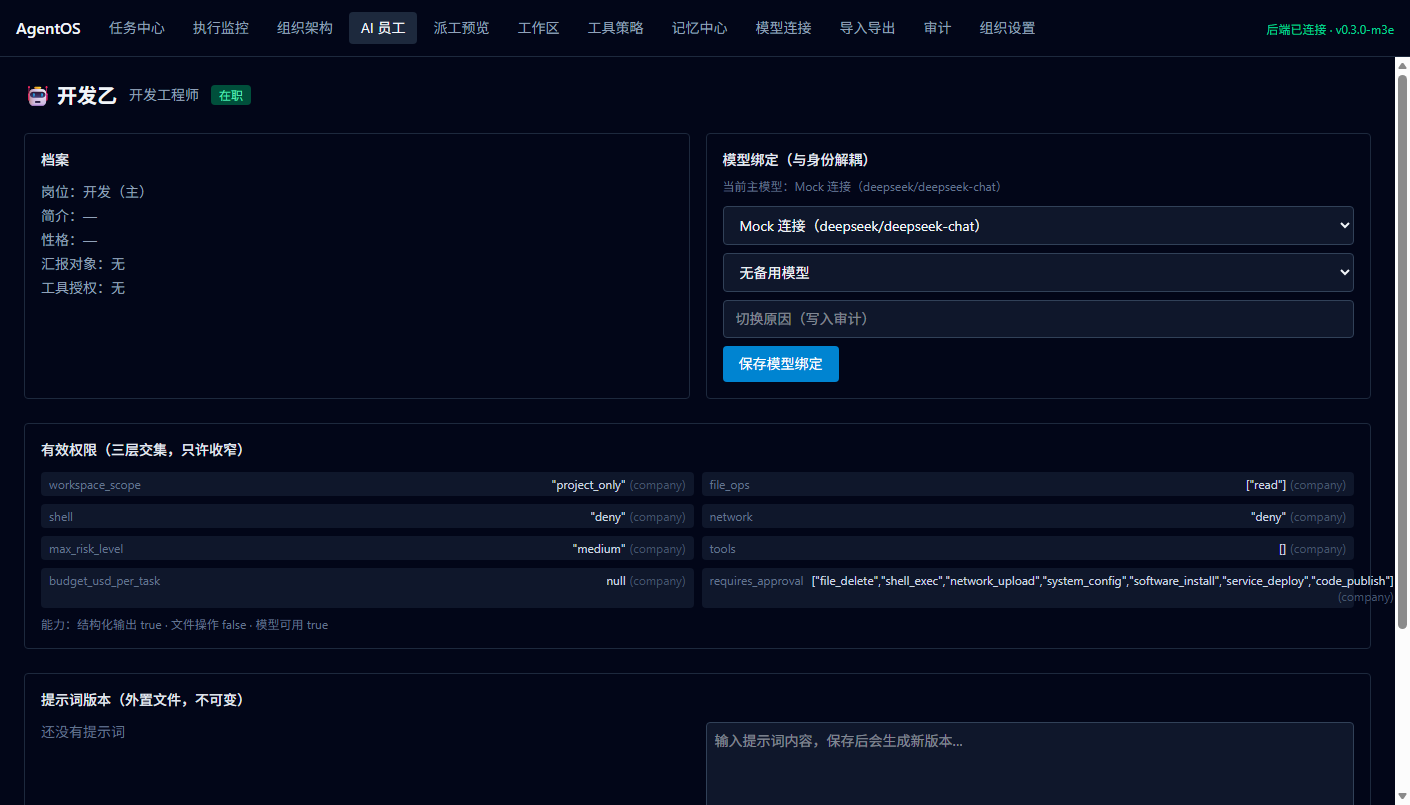 AgentOS 任务中心 执行监控 组织架构 AI 员工 派工预览 工作区 工具策略 记忆中心 模型连接 导入导出 审计 组织设置 后端已连接 · v0.3.0-m3e
开发乙 开发工程师 在职
档案
岗位：开发（主）
简介：—
性格：—
汇报对象：无
工具授权：无
模型绑定（与身份解耦）
当前主模型：Mock 连接（deepseek/deepseek-chat）
Mock 连接（deepseek/deepseek-chat）
无备用模型
切换原因（写入审计）
保存模型绑定
有效权限（三层交集，只许收窄）
workspace_scope "project_only" (company)
file_ops ["read"] (company)
shell "deny" (company)
network "deny" (company)
max_risk_level "medium" (company)
tools [] (company)
budget_usd_per_task null (company)
requires_approval ["file_delete","shell_exec","network_upload","system_config","software_install","service_deploy","code_publish"]
(company)
能力：结构化输出 true · 文件操作 false · 模型可用 true
提示词版本（外置文件，不可变）
还没有提示词
输入提示词内容，保存后会生成新版本...